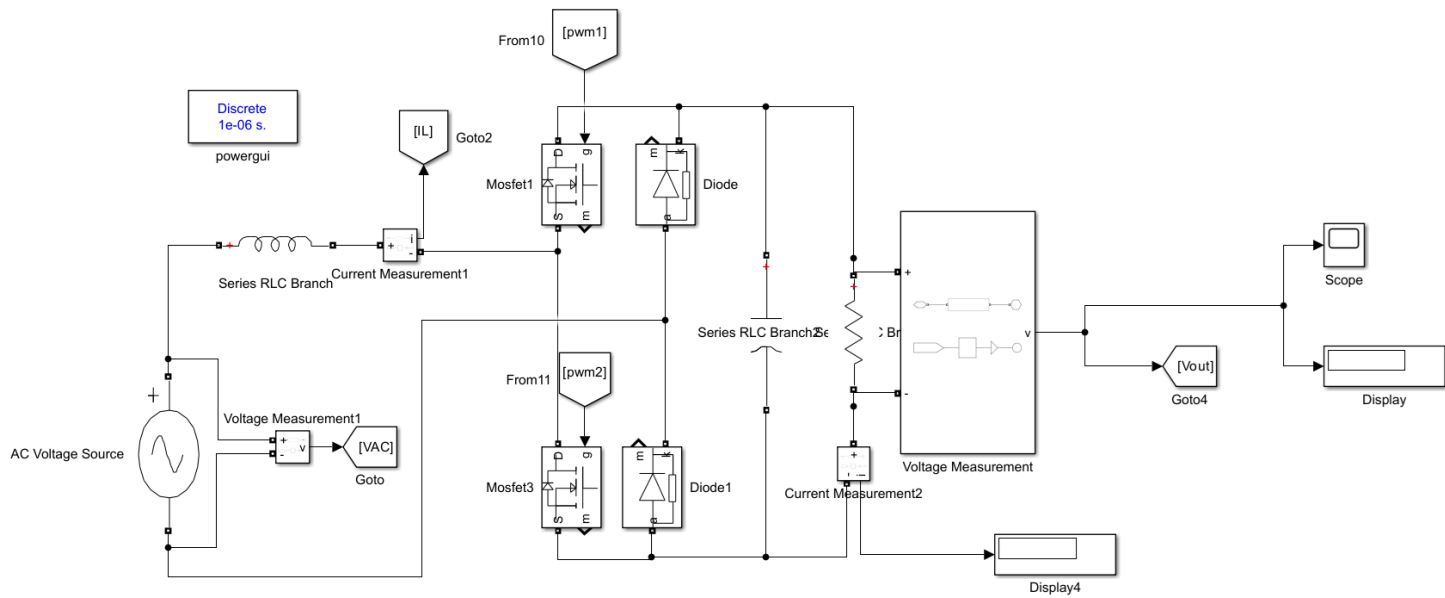 [pwm1]
From10
Discrete
1e-06 s.
powergui
[IL]
Goto2
D
g
m
k
Mosfet1
Diode
S
m
a
i
+
-
+
Series RLC Branch
Current Measurement1
+
+
Scope
Series RLC Branch2
v
[pwm2]
From11
-
[Vout]
Goto4
Display
+
Voltage Measurement1
+
-
v
[VAC]
Goto
AC Voltage Source
D
g
m
k
Mosfet3
Diode1
S
m
a
+
-
i
Voltage Measurement
Current Measurement2
Display4